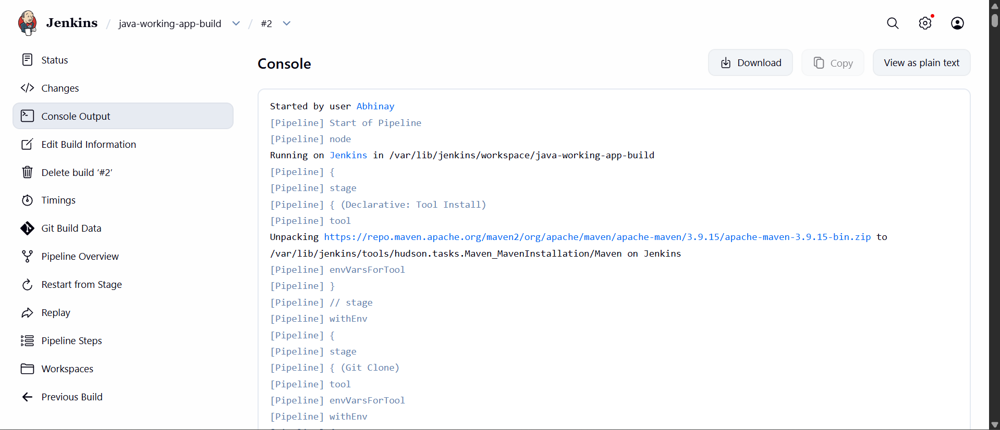 Jenkins / java-working-app-build / #2
Status
Changes
Console Output
Edit Build Information
Delete build ‘#2’
Timings
Git Build Data
Pipeline Overview
Restart from Stage
Replay
Pipeline Steps
Workspaces
Previous Build
Console
Download
Copy
View as plain text
Started by user Abhinay
[Pipeline] Start of Pipeline
[Pipeline] node
Running on Jenkins in /var/lib/jenkins/workspace/java-working-app-build
[Pipeline] {
[Pipeline] stage
[Pipeline] { (Declarative: Tool Install)
[Pipeline] tool
Unpacking https://repo.maven.apache.org/maven2/org/apache/maven/apache-maven/3.9.15/apache-maven-3.9.15-bin.zip to
/var/lib/jenkins/tools/hudson.tasks.Maven_MavenInstallation/Maven on Jenkins
[Pipeline] envVarsForTool
[Pipeline] }
[Pipeline] // stage
[Pipeline] withEnv
[Pipeline] {
[Pipeline] stage
[Pipeline] { (Git Clone)
[Pipeline] tool
[Pipeline] envVarsForTool
[Pipeline] withEnv